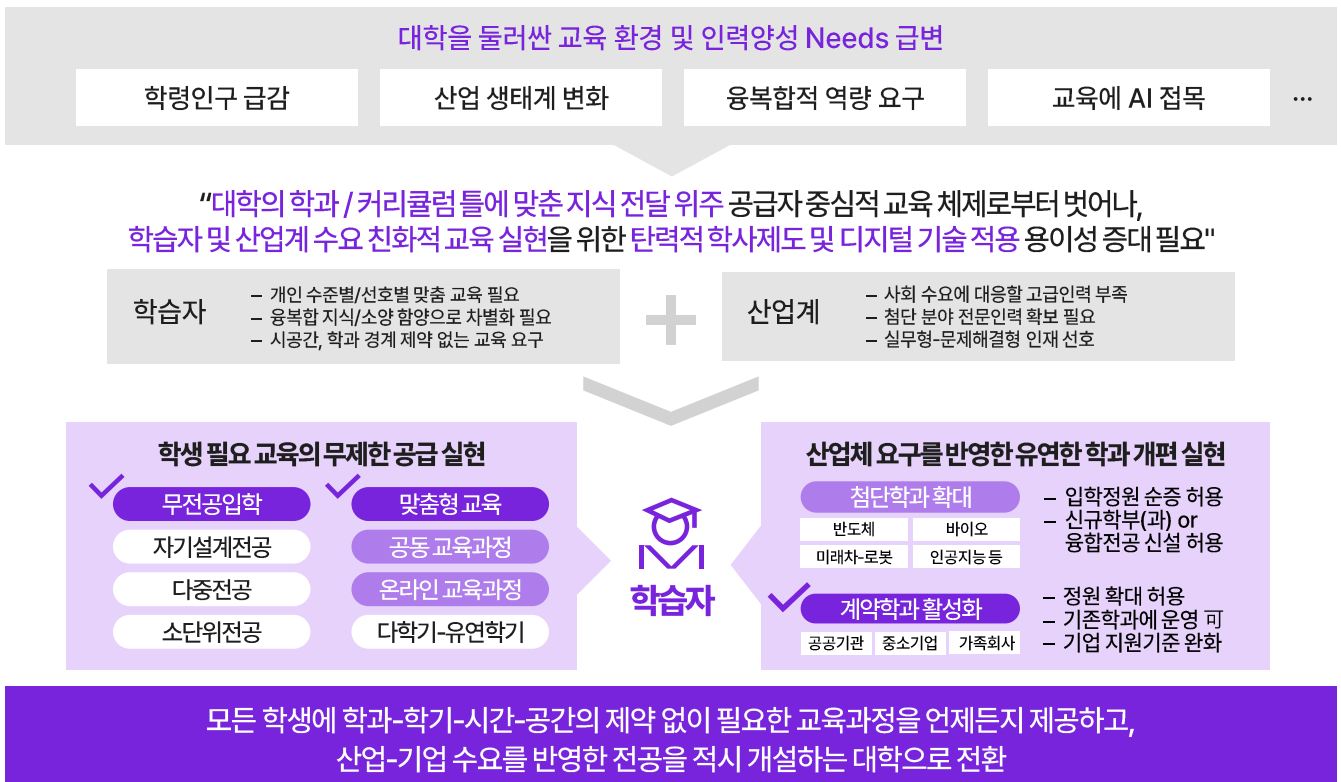 대학을 둘러싼 교육 환경 및 인력양성 Needs 급변
학령인구 급감
산업 생태계 변화
융복합적 역량 요구
교육에 AI 접목
...
“대학의 학과 / 커리큘럼 틀에 맞춘 지식 전달 위주 공급자 중심적 교육 체제로부터 벗어나,
학습자 및 산업계 수요 친화적 교육 실현을 위한 탄력적 학사제도 및 디지털 기술 적용 용이성 증대 필요"
학습자
– 개인 수준별/선호별 맞춤 교육 필요
– 융복합 지식/소양 함양으로 차별화 필요
– 시공간, 학과 경계 제약 없는 교육 요구
산업계
– 사회 수요에 대응할 고급인력 부족
– 첨단 분야 전문인력 확보 필요
– 실무형-문제해결형 인재 선호
학생 필요 교육의 무제한 공급 실현
무전공입학
자기설계전공
다중전공
소단위전공
맞춤형 교육
공동 교육과정
온라인 교육과정
다학기-유연학기
학습자
산업체 요구를 반영한 유연한 학과 개편 실현
첨단학과 확대
반도체
바이오
미래차-로봇
인공지능 등
– 입학정원 순증 허용
– 신규학부(과) or
융합전공 신설 허용
계약학과 활성화
공공기관
중소기업
가족회사
– 정원 확대 허용
– 기존학과에 운영 可
– 기업 지원기준 완화
모든 학생에 학과-학기-시간-공간의 제약 없이 필요한 교육과정을 언제든지 제공하고,
산업-기업 수요를 반영한 전공을 적시 개설하는 대학으로 전환